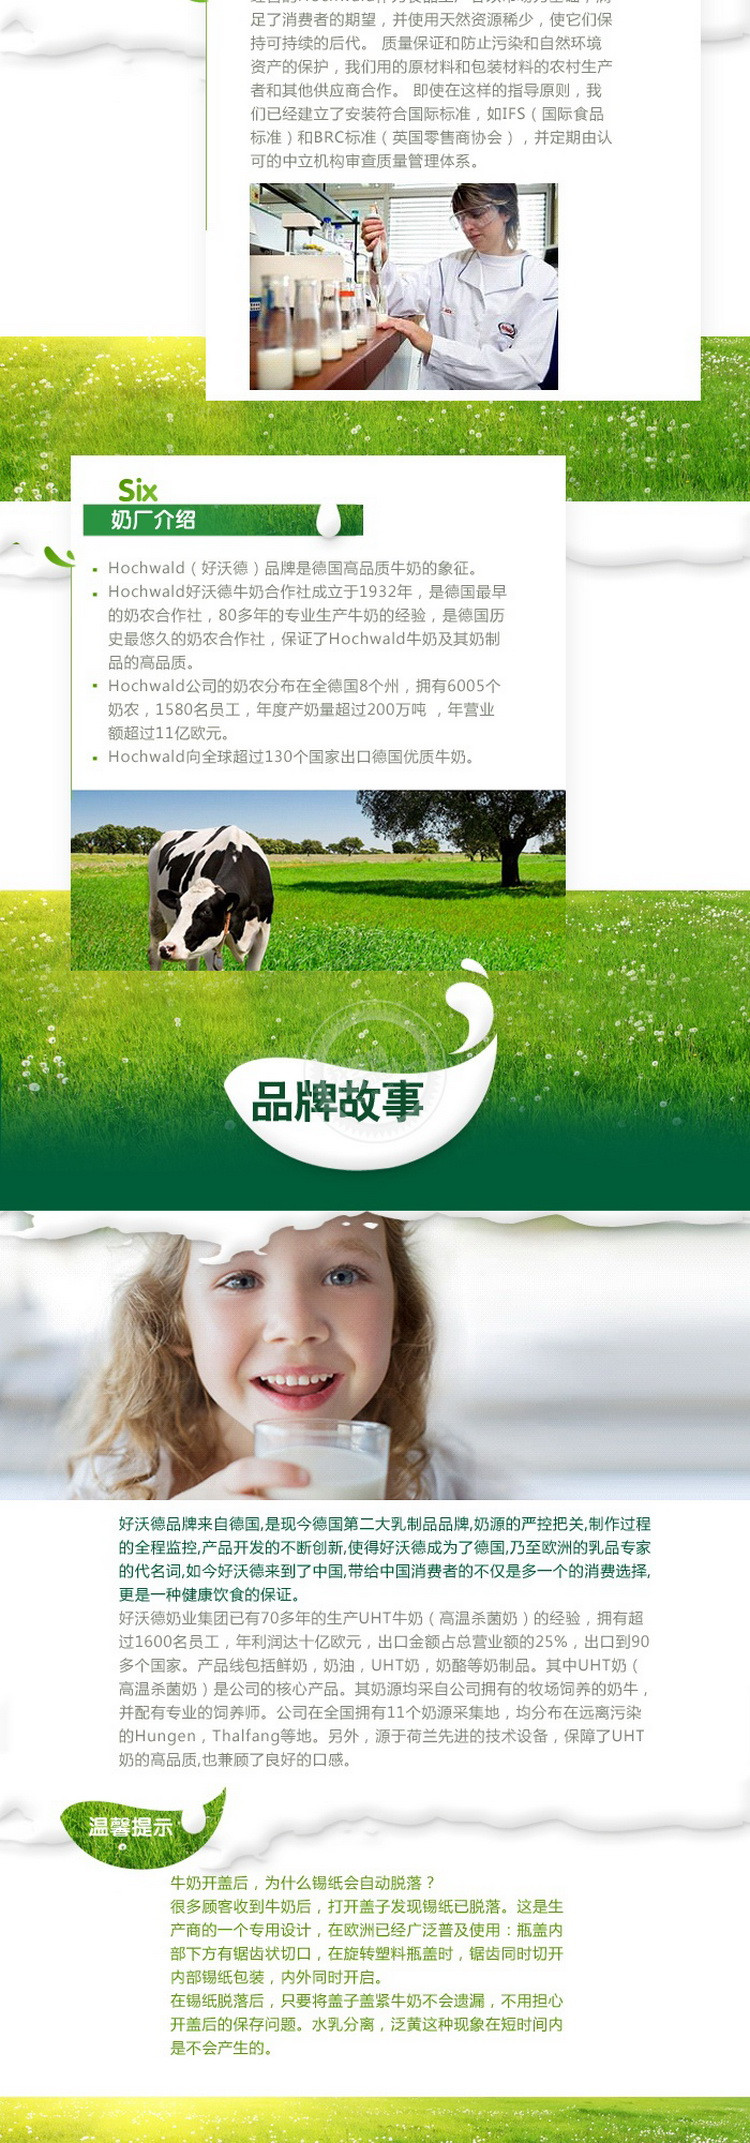 足了消费者的期望，并使用天然资源稀少，使它们保
持可持续的后代。 质量保证和防止污染和自然环境
资产的保护，我们用的原材料和包装材料的农村生产
者和其他供应商合作。 即使在这样的指导原则，我
们已经建立了安装符合国际标准，如IFS（国际食品
标准）和BRC标准（英国零售商协会），并定期由认
可的中立机构审查质量管理体系。
Six
奶厂介绍
Hochwald（好沃德）品牌是德国高品质牛奶的象征。
Hochwald好沃德牛奶合作社成立于1932年，是德国最早
的奶农合作社，80多年的专业生产牛奶的经验，是德国历
史最悠久的奶农合作社，保证了Hochwald牛奶及其奶制
品的高品质。
Hochwald公司的奶农分布在全德国8个州，拥有6005个
奶农，1580名员工，年度产奶量超过200万吨 ，年营业
额超过11亿欧元。
Hochwald向全球超过130个国家出口德国优质牛奶。
品牌故事
好沃德品牌来自德国,是现今德国第二大乳制品品牌,奶源的严控把关,制作过程
的全程监控,产品开发的不断创新,使得好沃德成为了德国,乃至欧洲的乳品专家
的代名词,如今好沃德来到了中国,带给中国消费者的不仅是多一个的消费选择,
更是一种健康饮食的保证。
好沃德奶业集团已有70多年的生产UHT牛奶（高温杀菌奶）的经验，拥有超
过1600名员工，年利润达十亿欧元，出口金额占总营业额的25%，出口到90
多个国家。产品线包括鲜奶，奶油，UHT奶，奶酪等奶制品。其中UHT奶（
高温杀菌奶）是公司的核心产品。其奶源均采自公司拥有的牧场饲养的奶牛，
并配有专业的饲养师。公司在全国拥有11个奶源采集地，均分布在远离污染
的Hungen，Thalfang等地。另外，源于荷兰先进的技术设备，保障了UHT
奶的高品质,也兼顾了良好的口感。
温馨提示
牛奶开盖后，为什么锡纸会自动脱落？
很多顾客收到牛奶后，打开盖子发现锡纸已脱落。这是生
产商的一个专用设计，在欧洲已经广泛普及使用：瓶盖内
部下方有锯齿状切口，在旋转塑料瓶盖时，锯齿同时切开
内部锡纸包装，内外同时开启。
在锡纸脱落后，只要将盖子盖紧牛奶不会遗漏，不用担心
开盖后的保存问题。水乳分离，泛黄这种现象在短时间内
是不会产生的。